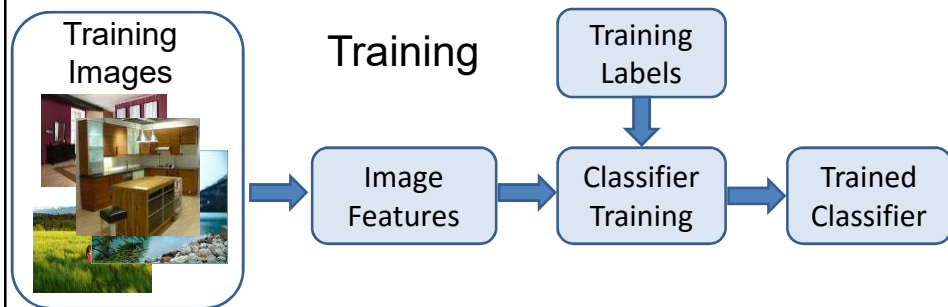 Training
Images
Training
Training
Labels
Image
Features
Classifier
Training
Trained
Classifier